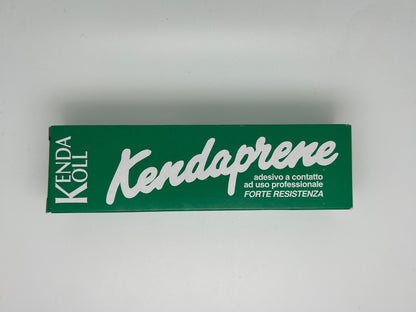 KENDA
KOLL
Kendaprene
adesivo a contatto
ad uso professionale
FORTE RESISTENZA